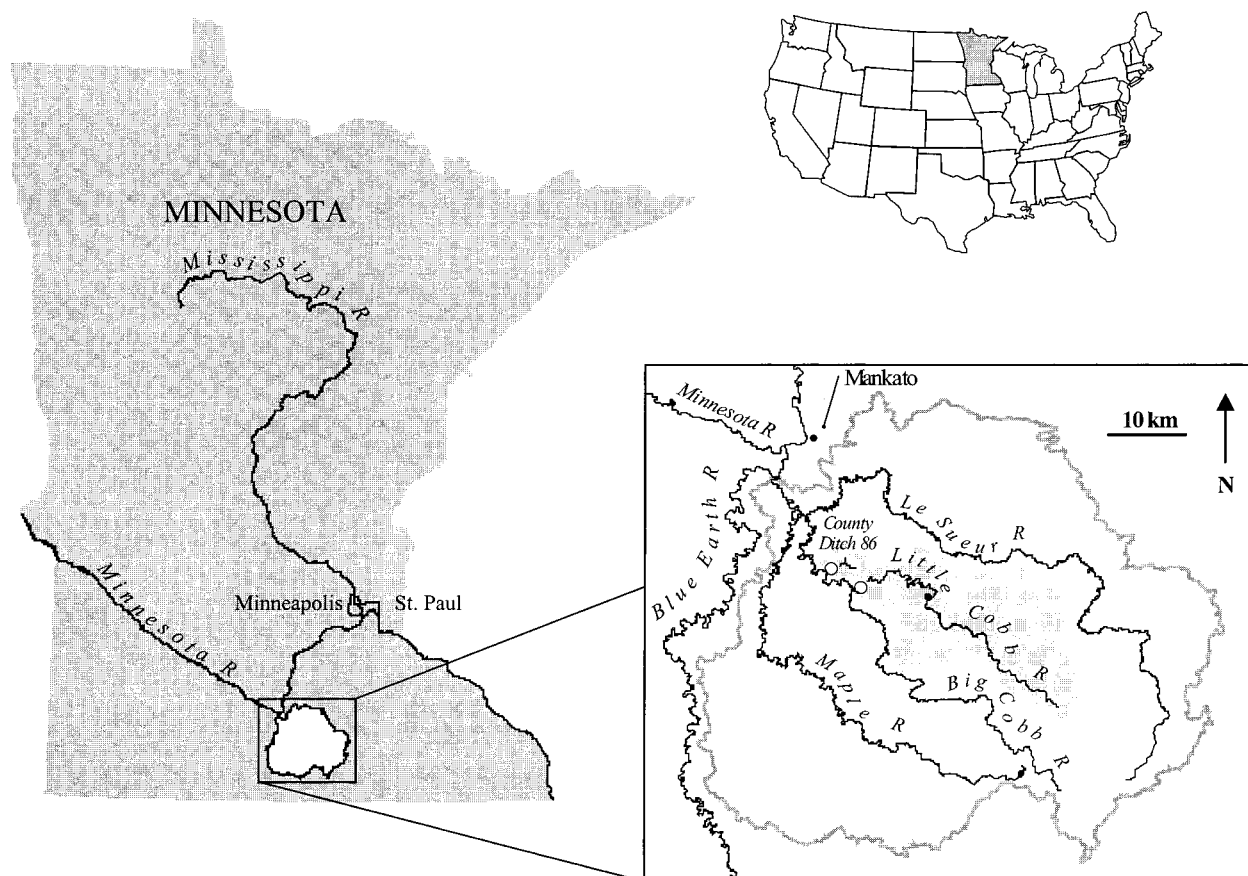 MINNESOTA
Mississippi R
Minneapolis
St. Paul
Minnesota R
Mankato
Minnesota R
10 km
N
Blue Earth R
County
Ditch 86
Le Sueur R
Little Cobb R
Big Cobb R
Maple R